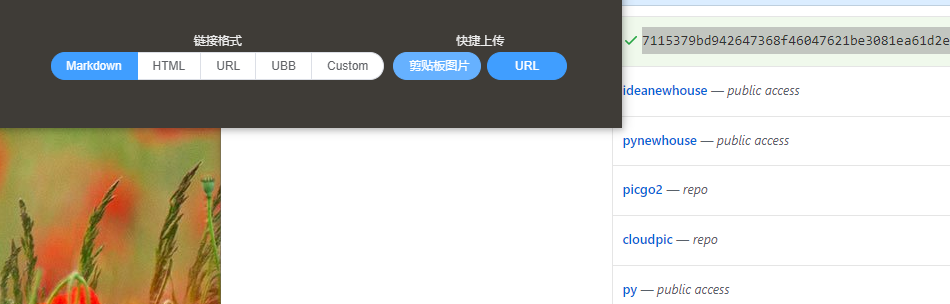 链接格式
快捷上传
Markdown
HTML
URL
UBB
Custom
剪贴板图片
URL
7115379bd942647368f46047621be3081ea61d2e
ideanewhouse — public access
pynewhouse — public access
picgo2 — repo
cloudpic — repo
py — public access